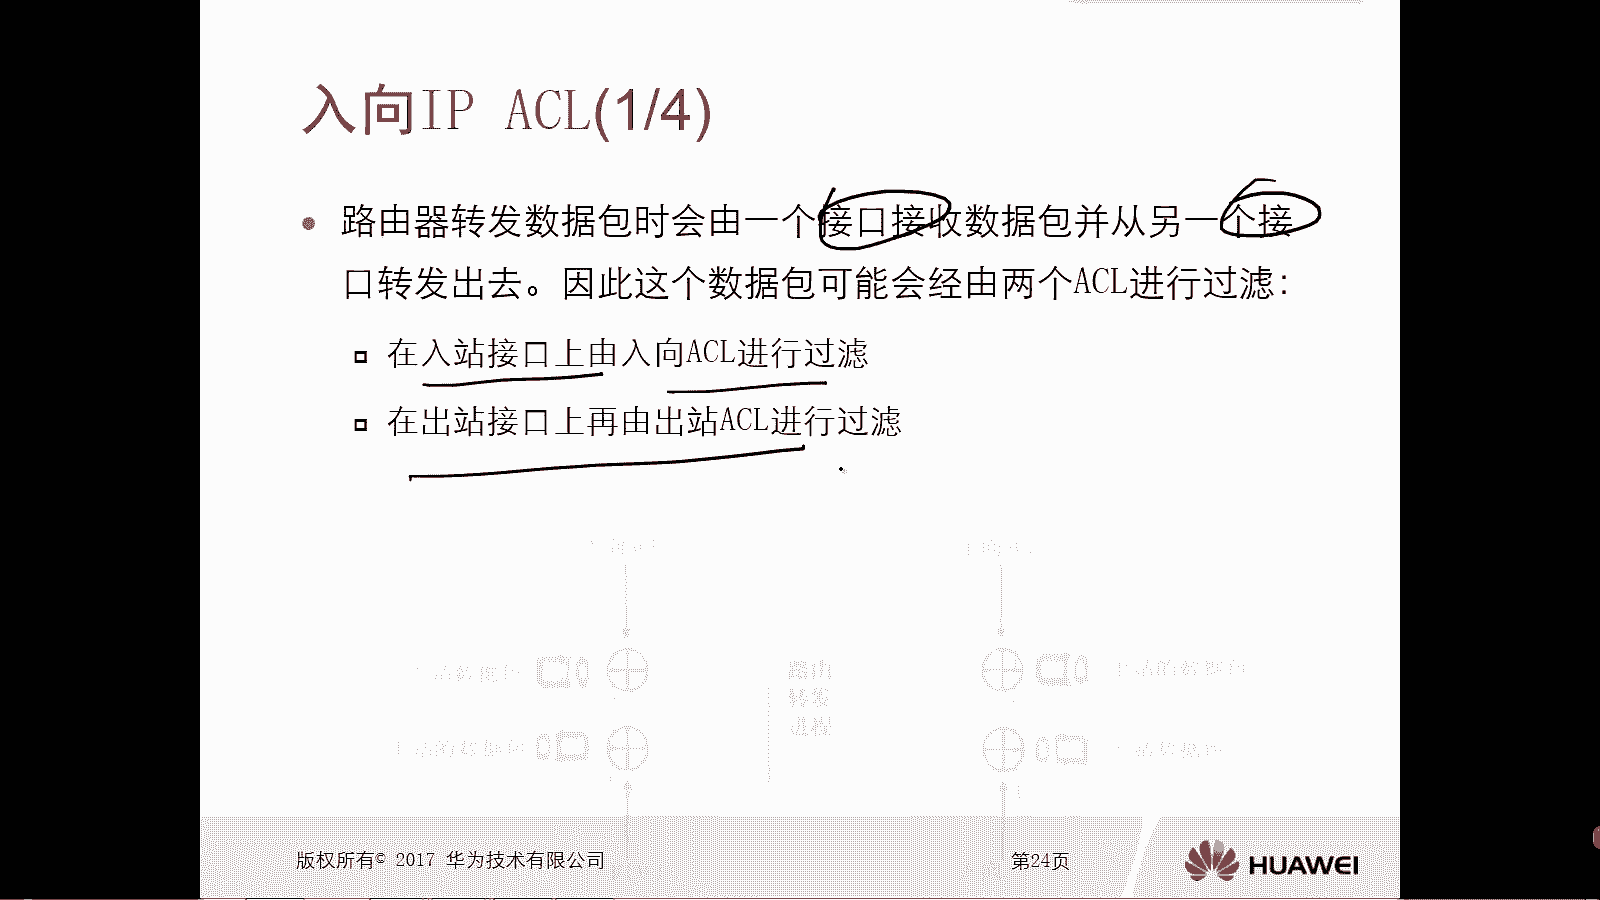 入向IP ACL(1/4)
路由器转发数据包时会由一个接口接收数据包并从另一个接
口转发出去。因此这个数据包可能会经由两个ACL进行过滤：
在入站接口上由入向ACL进行过滤
在出站接口上再由出站ACL进行过滤
路由
转发
进程
版权所有© 2017 华为技术有限公司
第24页
HUAWEI